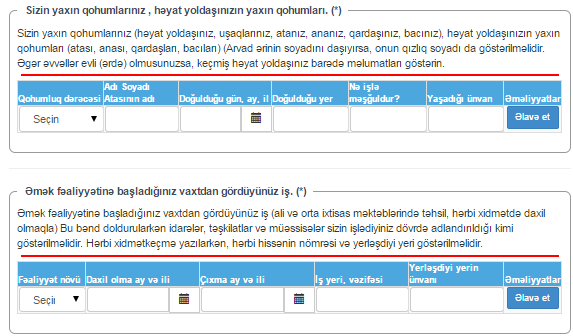 Sizin yaxın qohumlarınız , həyat yoldaşınızın yaxın qohumları. (*)
Sizin yaxın qohumlarınız (həyat yoldaşınız, uşaqlarınız, atanız, ananız, qardaşınız, bacınız), həyat yoldaşınızın yaxın
qohumları (atası, anası, qardaşları, bacıları) (Arvad ərinin soyadını daşıyırsa, onun qızlıq soyadı da göstərilməlidir.
Əgər əvvəllər evli (ərdə) olmusunuzsa, keçmiş həyat yoldaşınız barədə məlumatları göstərin.
Qohumluq dərəcəsi Adı Soyadı Atasının adı Doğulduğu gün, ay, il Doğulduğu yer Nə işlə məşğuldur? Yaşadığı ünvan Əməliyyatlar
Seçin Əlavə et
Əmək fəaliyyətinə başladığınız vaxtdan gördüyünüz iş. (*)
Əmək fəaliyyətinə başladığınız vaxtdan gördüyünüz iş (ali və orta ixtisas məktəblərində təhsil, hərbi xidmətdə daxil
olmaqla) Bu bənd doldurularkən idarələr, təşkilatlar və müəssisələr sizin işlədiyiniz dövrdə adlandırıldığı kimi
göstərilməlidir. Hərbi xidmətkeçmə yazılarkən, hərbi hissənin nömrəsi və yerləşdiyi yeri göstərilməlidir.
Fəaliyyət növü Daxil olma ay və ili Çıxma ay və ili İş yeri, vəzifəsi Yerləşdiyi yerin ünvanı Əməliyyatlar
Seçin Əlavə et